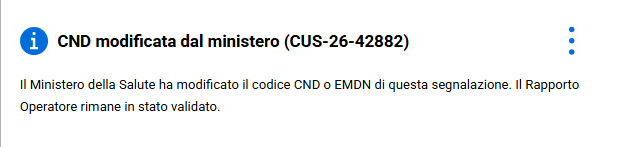 CND modificata dal ministero (CUS-26-42882)
Il Ministero della Salute ha modificato il codice CND o EMDN di questa segnalazione. Il Rapporto
Operatore rimane in stato validato.